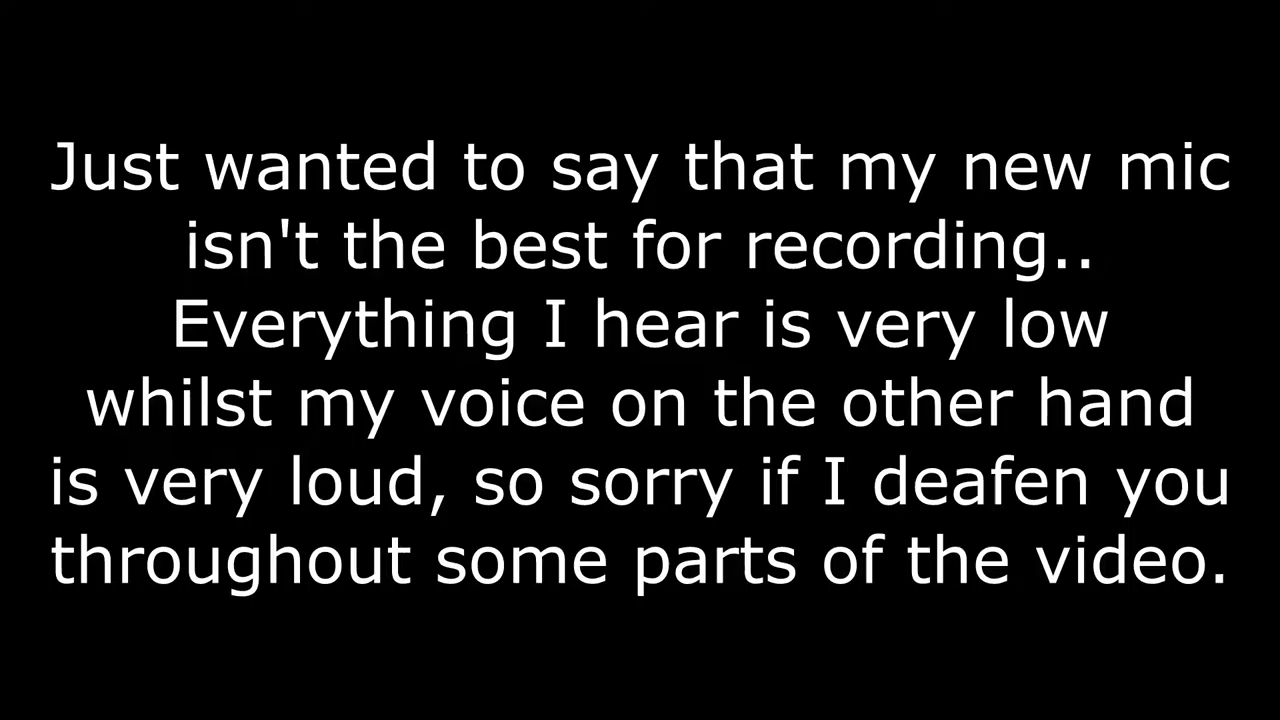 Just wanted to say that my new mic
isn't the best for recording..
Everything I hear is very low
whilst my voice on the other hand
is very loud, so sorry if I deafen you
throughout some parts of the video.